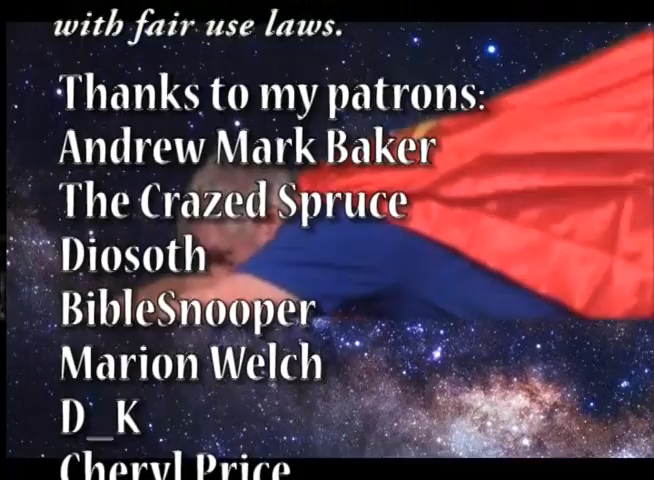 with fair use laws.
Thanks to my patrons:
Andrew Mark Baker
The Crazed Spruce
Diosoth
BibleSnooper
Marion Welch
D_K
Cheryl Price